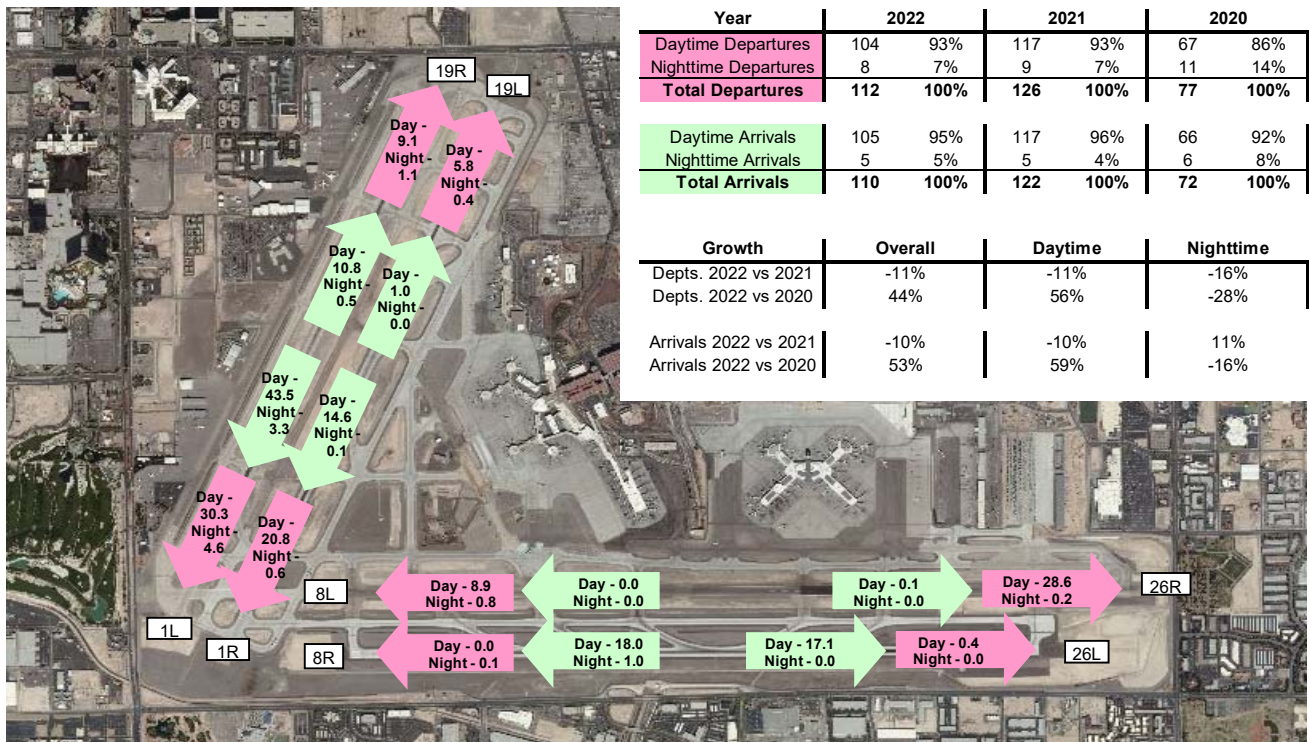 Year 2022 2021 2020
Daytime Departures 104 93% 117 93% 67 86%
Nighttime Departures 8 7% 9 7% 11 14%
Total Departures 112 100% 126 100% 77 100%
Daytime Arrivals 105 95% 117 96% 66 92%
Nighttime Arrivals 5 5% 5 4% 6 8%
Total Arrivals 110 100% 122 100% 72 100%
Growth Overall Daytime Nighttime
Depts. 2022 vs 2021 -11% -11% -16%
Depts. 2022 vs 2020 44% 56% -28%
Arrivals 2022 vs 2021 -10% -10% 11%
Arrivals 2022 vs 2020 53% 59% -16%
19R
19L
Day -
9.1
Night -
1.1
Day -
5.8
Night -
0.4
Day -
10.8
Night -
0.5
Day -
1.0
Night -
0.0
Day -
43.5
Night -
3.3
Day -
14.6
Night -
0.1
Day -
30.3
Night -
4.6
Day -
20.8
Night -
0.6
8L
Day - 8.9
Night - 0.8
Day - 0.0
Night - 0.0
Day - 0.1
Night - 0.0
Day - 28.6
Night - 0.2
26R
1L
1R
8R
Day - 0.0
Night - 0.1
Day - 18.0
Night - 1.0
Day - 17.1
Night - 0.0
Day - 0.4
Night - 0.0
26L